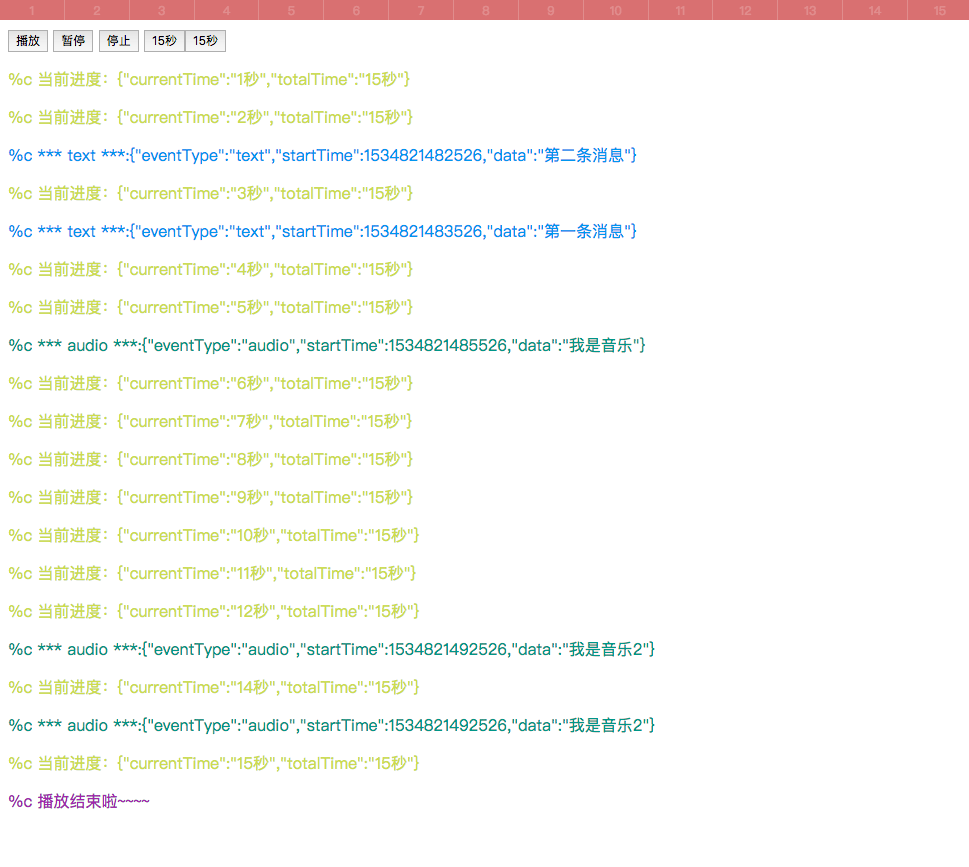 1 2 3 4 5 6 7 8 9 10 11 12 13 14 15
播放 暂停 停止 15秒 15秒
%c 当前进度：{"currentTime":"1秒","totalTime":"15秒"}
%c 当前进度：{"currentTime":"2秒","totalTime":"15秒"}
%c *** text ***:{"eventType":"text","startTime":1534821482526,"data":"第二条消息"}
%c 当前进度：{"currentTime":"3秒","totalTime":"15秒"}
%c *** text ***:{"eventType":"text","startTime":1534821483526,"data":"第一条消息"}
%c 当前进度：{"currentTime":"4秒","totalTime":"15秒"}
%c 当前进度：{"currentTime":"5秒","totalTime":"15秒"}
%c *** audio ***:{"eventType":"audio","startTime":1534821485526,"data":"我是音乐"}
%c 当前进度：{"currentTime":"6秒","totalTime":"15秒"}
%c 当前进度：{"currentTime":"7秒","totalTime":"15秒"}
%c 当前进度：{"currentTime":"8秒","totalTime":"15秒"}
%c 当前进度：{"currentTime":"9秒","totalTime":"15秒"}
%c 当前进度：{"currentTime":"10秒","totalTime":"15秒"}
%c 当前进度：{"currentTime":"11秒","totalTime":"15秒"}
%c 当前进度：{"currentTime":"12秒","totalTime":"15秒"}
%c *** audio ***:{"eventType":"audio","startTime":1534821492526,"data":"我是音乐2"}
%c 当前进度：{"currentTime":"14秒","totalTime":"15秒"}
%c *** audio ***:{"eventType":"audio","startTime":1534821492526,"data":"我是音乐2"}
%c 当前进度：{"currentTime":"15秒","totalTime":"15秒"}
%c 播放结束啦~~~~